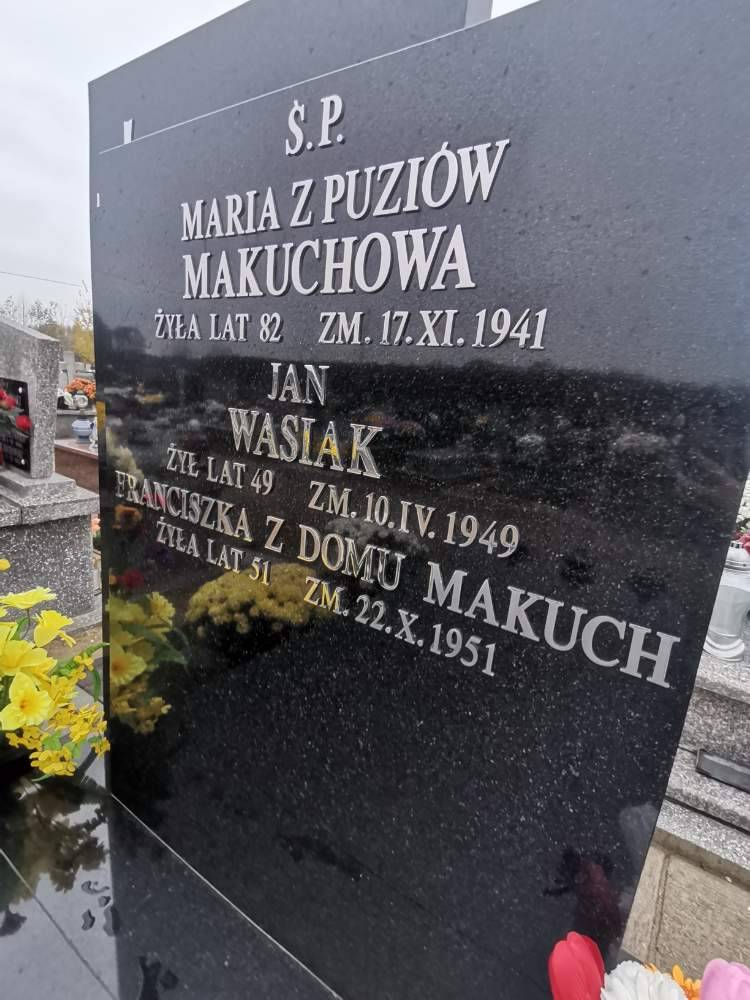 Ś.P.
MARIA Z PUZIÓW
MAKUCHOWA
ŻYŁA LAT 82 ZM. 17.XI.1941
JAN
WASIAK
ŻYŁ LAT 49 ZM. 10.IV.1949
FRANCISZKA Z DOMU MAKUCH
ŻYŁA LAT 51 ZM. 22.X.1951